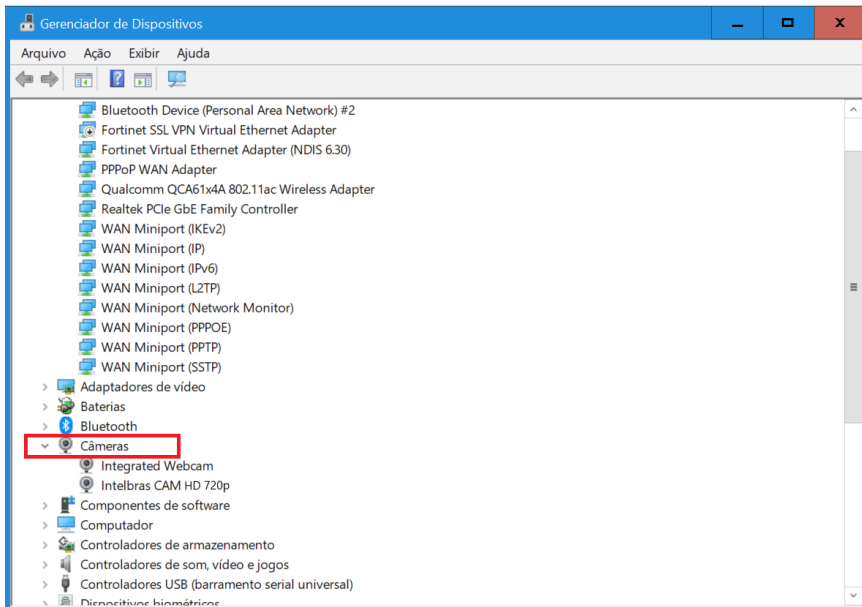 Gerenciador de Dispositivos
Arquivo Ação Exibir Ajuda
Bluetooth Device (Personal Area Network) #2
Fortinet SSL VPN Virtual Ethernet Adapter
Fortinet Virtual Ethernet Adapter (NDIS 6.30)
PPPoP WAN Adapter
Qualcomm QCA61x4A 802.11ac Wireless Adapter
Realtek PCIe GbE Family Controller
WAN Miniport (IKEv2)
WAN Miniport (IP)
WAN Miniport (IPv6)
WAN Miniport (L2TP)
WAN Miniport (Network Monitor)
WAN Miniport (PPPOE)
WAN Miniport (PPTP)
WAN Miniport (SSTP)
Adaptadores de vídeo
Baterias
Bluetooth
Câmeras
Integrated Webcam
Intelbras CAM HD 720p
Componentes de software
Computador
Controladores de armazenamento
Controladores de som, vídeo e jogos
Controladores USB (barramento serial universal)
Dispositivos biométricos